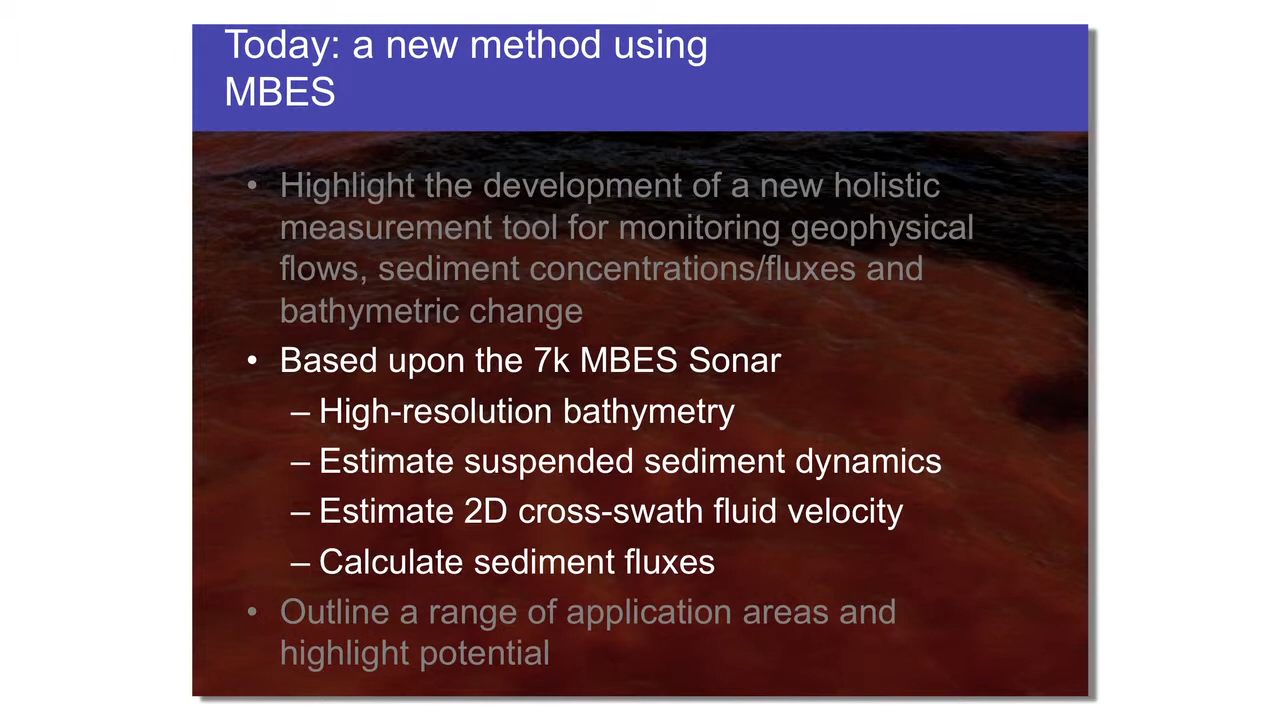 Today: a new method using
MBES
• Highlight the development of a new holistic
measurement tool for monitoring geophysical
flows, sediment concentrations/fluxes and
bathymetric change
• Based upon the 7k MBES Sonar
– High-resolution bathymetry
– Estimate suspended sediment dynamics
– Estimate 2D cross-swath fluid velocity
– Calculate sediment fluxes
• Outline a range of application areas and
highlight potential